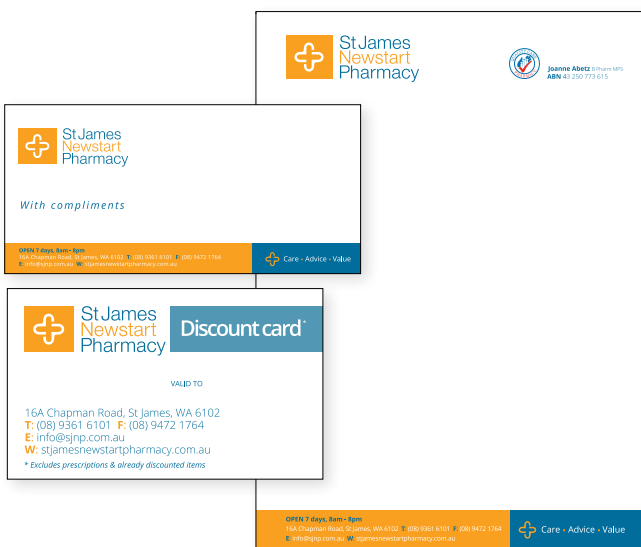 St James
Newstart
Pharmacy
Joanne Abetz B Pharm MPS
ABN 43 250 773 615
St James
Newstart
Pharmacy
With compliments
OPEN 7 days, 8am • 8pm
16A Chapman Road, St James, WA 6102 T: (08) 9361 6101 F: (08) 9472 1764
E: info@sjnp.com.au W: stjamesnewstartpharmacy.com.au
Care • Advice • Value
St James
Newstart
Pharmacy
Discount card*
VALID TO
16A Chapman Road, St James, WA 6102
T: (08) 9361 6101 F: (08) 9472 1764
E: info@sjnp.com.au
W: stjamesnewstartpharmacy.com.au
* Excludes prescriptions & already discounted items
OPEN 7 days, 8am • 8pm
16A Chapman Road, St James, WA 6102 T: (08) 9361 6101 F: (08) 9472 1764
E: info@sjnp.com.au W: stjamesnewstartpharmacy.com.au
Care • Advice • Value